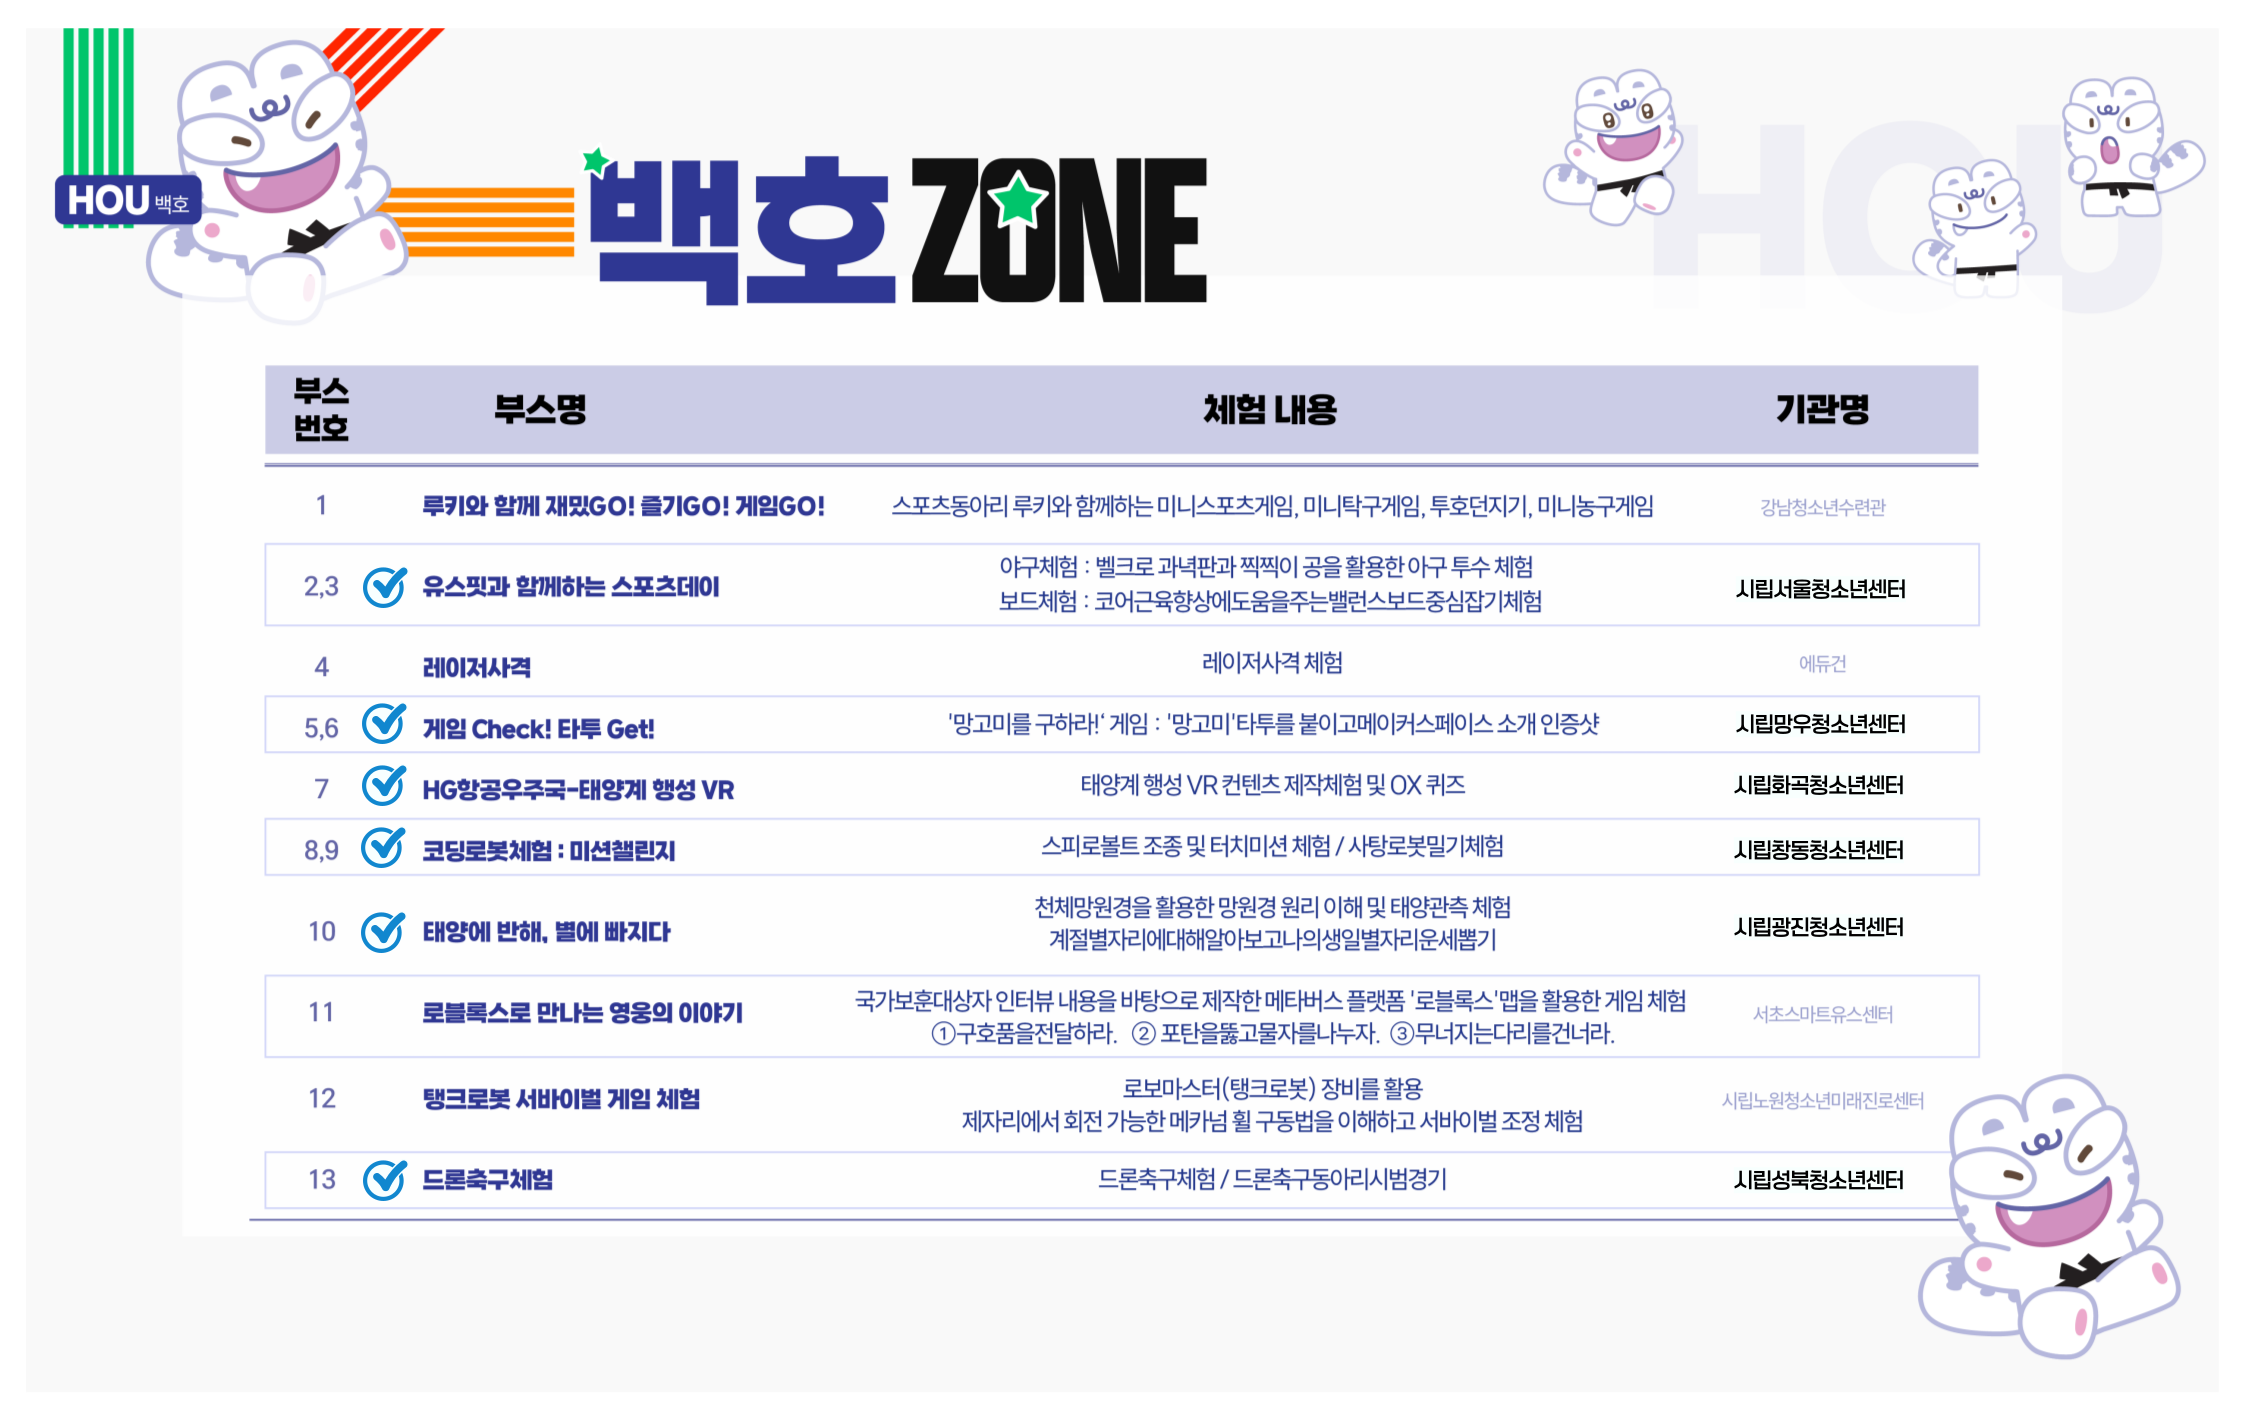 HOU 백호
HOU
백호 ZONE
부스 번호 부스명 체험 내용 기관명
1 루키와 함께 재밌GO! 즐기GO! 게임GO! 스포츠동아리 루키와 함께하는 미니스포츠게임, 미니탁구게임, 투호던지기, 미니농구게임 강남청소년수련관
2,3 유스핏과 함께하는 스포츠데이 야구체험 : 벨크로 과녁판과 찍찍이 공을 활용한 야구 투수 체험 시립서울청소년센터
보드체험 : 코어근육향상에도움을주는밸런스보드중심잡기체험
4 레이저사격 레이저사격 체험 에듀건
5,6 게임 Check! 타투 Get! '망고미를 구하라!‘ 게임 : '망고미'타투를 붙이고메이커스페이스 소개 인증샷 시립망우청소년센터
7 HG항공우주국-태양계 행성 VR 태양계 행성 VR 컨텐츠 제작체험 및 OX 퀴즈 시립화곡청소년센터
8,9 코딩로봇체험 : 미션챌린지 스피로볼트 조종 및 터치미션 체험 / 사탕로봇밀기체험 시립창동청소년센터
10 태양에 반해, 별에 빠지다 천체망원경을 활용한 망원경 원리 이해 및 태양관측 체험 시립광진청소년센터
계절별자리에대해알아보고나의생일별자리운세뽑기
11 로블록스로 만나는 영웅의 이야기 국가보훈대상자 인터뷰 내용을 바탕으로 제작한 메타버스 플랫폼 '로블록스'맵을 활용한 게임 체험 서초스마트유스센터
①구호품을전달하라. ② 포탄을뚫고물자를나누자. ③무너지는다리를건너라.
12 탱크로봇 서바이벌 게임 체험 로보마스터(탱크로봇) 장비를 활용 시립노원청소년미래진로센터
제자리에서 회전 가능한 메카넘 휠 구동법을 이해하고 서바이벌 조정 체험
13 드론축구체험 드론축구체험 / 드론축구동아리시범경기 시립성북청소년센터